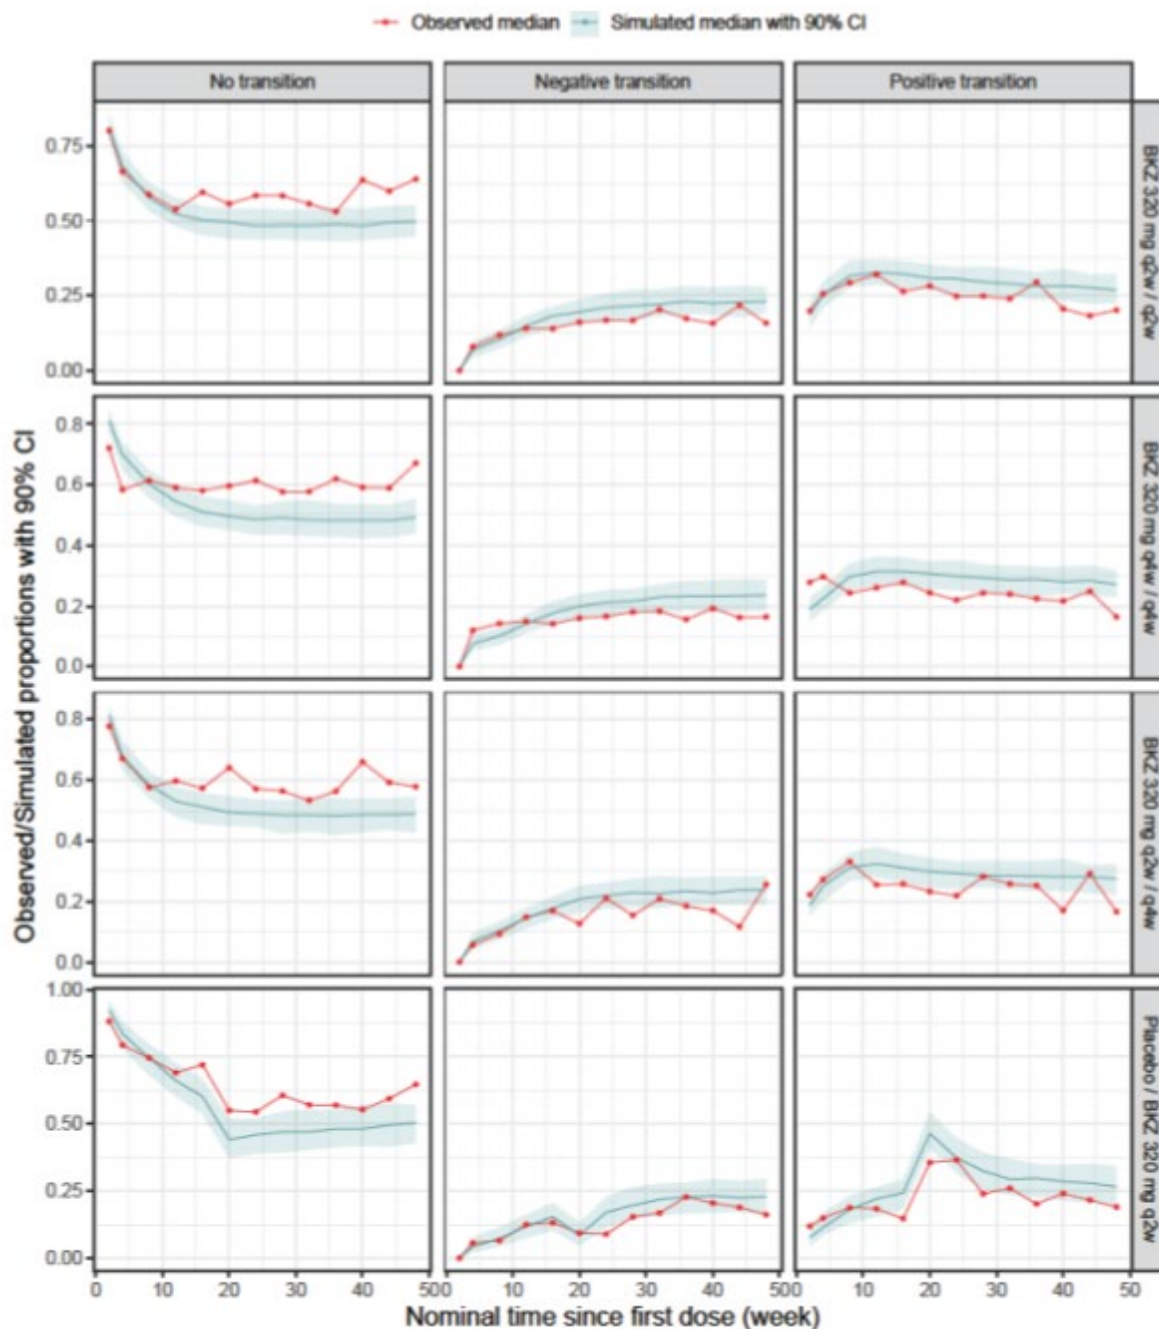 Observed median Simulated median with 90% CI
No transition Negative transition Positive transition
0.75
0.50
0.25
0.00
BKZ 320 mg q2w / q2w
0.8
0.6
0.4
0.2
0.0
BKZ 320 mg q4w / q4w
0.8
0.6
0.4
0.2
0.0
BKZ 320 mg q2w / q4w
1.00
0.75
0.50
0.25
0.00
Placebo / BKZ 320 mg q2w
0 10 20 30 40 50 0 10 20 30 40 50 0 10 20 30 40 50
Observed/Simulated proportions with 90% CI
Nominal time since first dose (week)